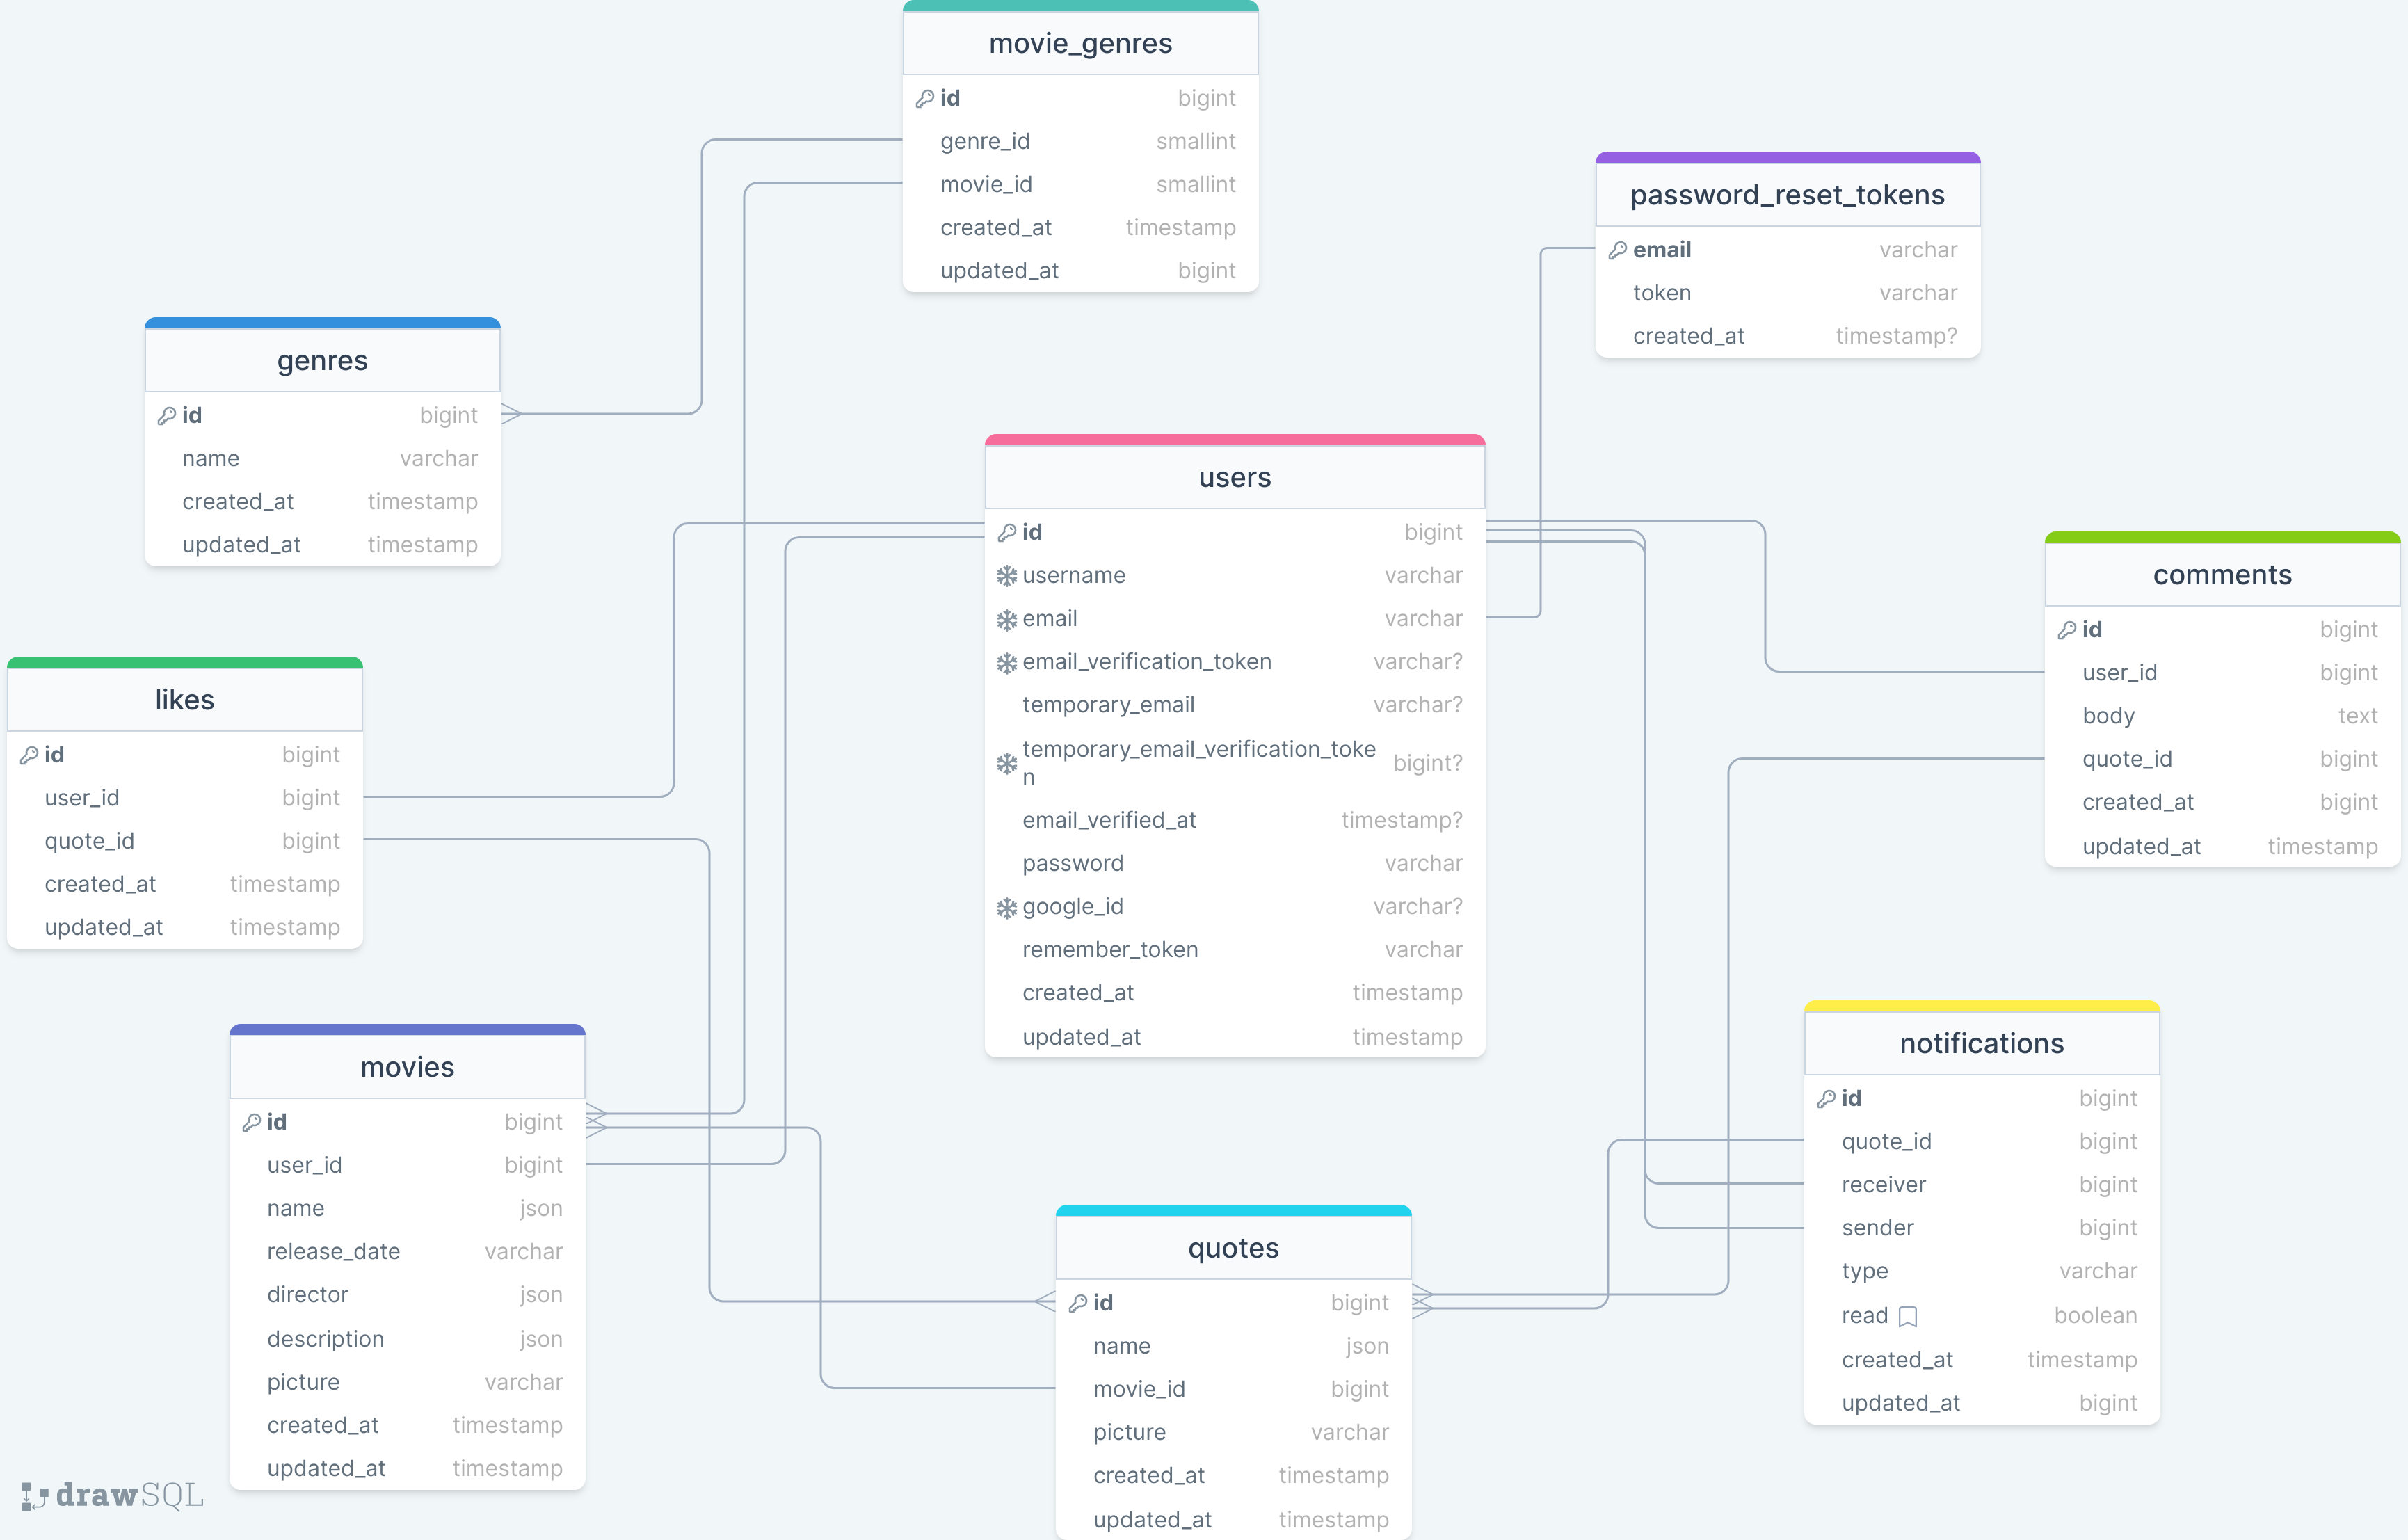 movie_genres
id bigint
genre_id smallint
movie_id smallint
created_at timestamp
updated_at bigint
password_reset_tokens
email varchar
token varchar
created_at timestamp?
genres
id bigint
name varchar
created_at timestamp
updated_at timestamp
users
id bigint
username varchar
email varchar
email_verification_token varchar?
temporary_email varchar?
temporary_email_verification_toke
n bigint?
email_verified_at timestamp?
password varchar
google_id varchar?
remember_token varchar
created_at timestamp
updated_at timestamp
comments
id bigint
user_id bigint
body text
quote_id bigint
created_at bigint
updated_at timestamp
likes
id bigint
user_id bigint
quote_id bigint
created_at timestamp
updated_at timestamp
movies
id bigint
user_id bigint
name json
release_date varchar
director json
description json
picture varchar
created_at timestamp
updated_at timestamp
notifications
id bigint
quote_id bigint
receiver bigint
sender bigint
type varchar
read boolean
created_at timestamp
updated_at bigint
quotes
id bigint
name json
movie_id bigint
picture varchar
created_at timestamp
updated_at timestamp
drawSQL